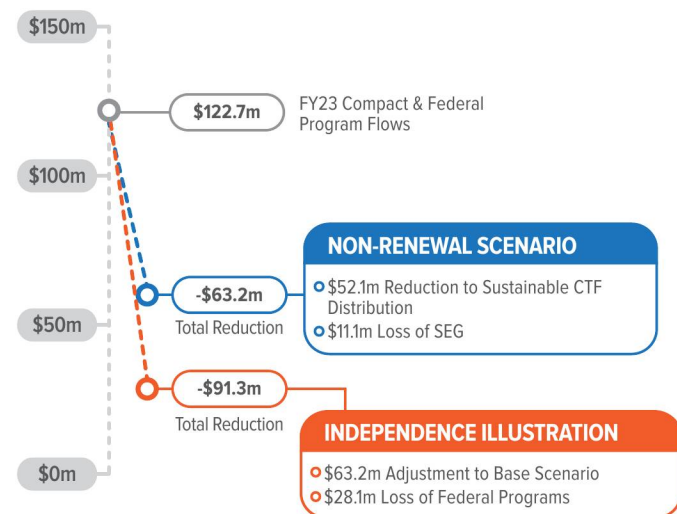 $150m
$122.7m
FY23 Compact & Federal
Program Flows
$100m
NON-RENEWAL SCENARIO
-$63.2m
Total Reduction
$52.1m Reduction to Sustainable CTF
Distribution
$11.1m Loss of SEG
$50m
-$91.3m
Total Reduction
INDEPENDENCE ILLUSTRATION
$63.2m Adjustment to Base Scenario
$28.1m Loss of Federal Programs
$0m